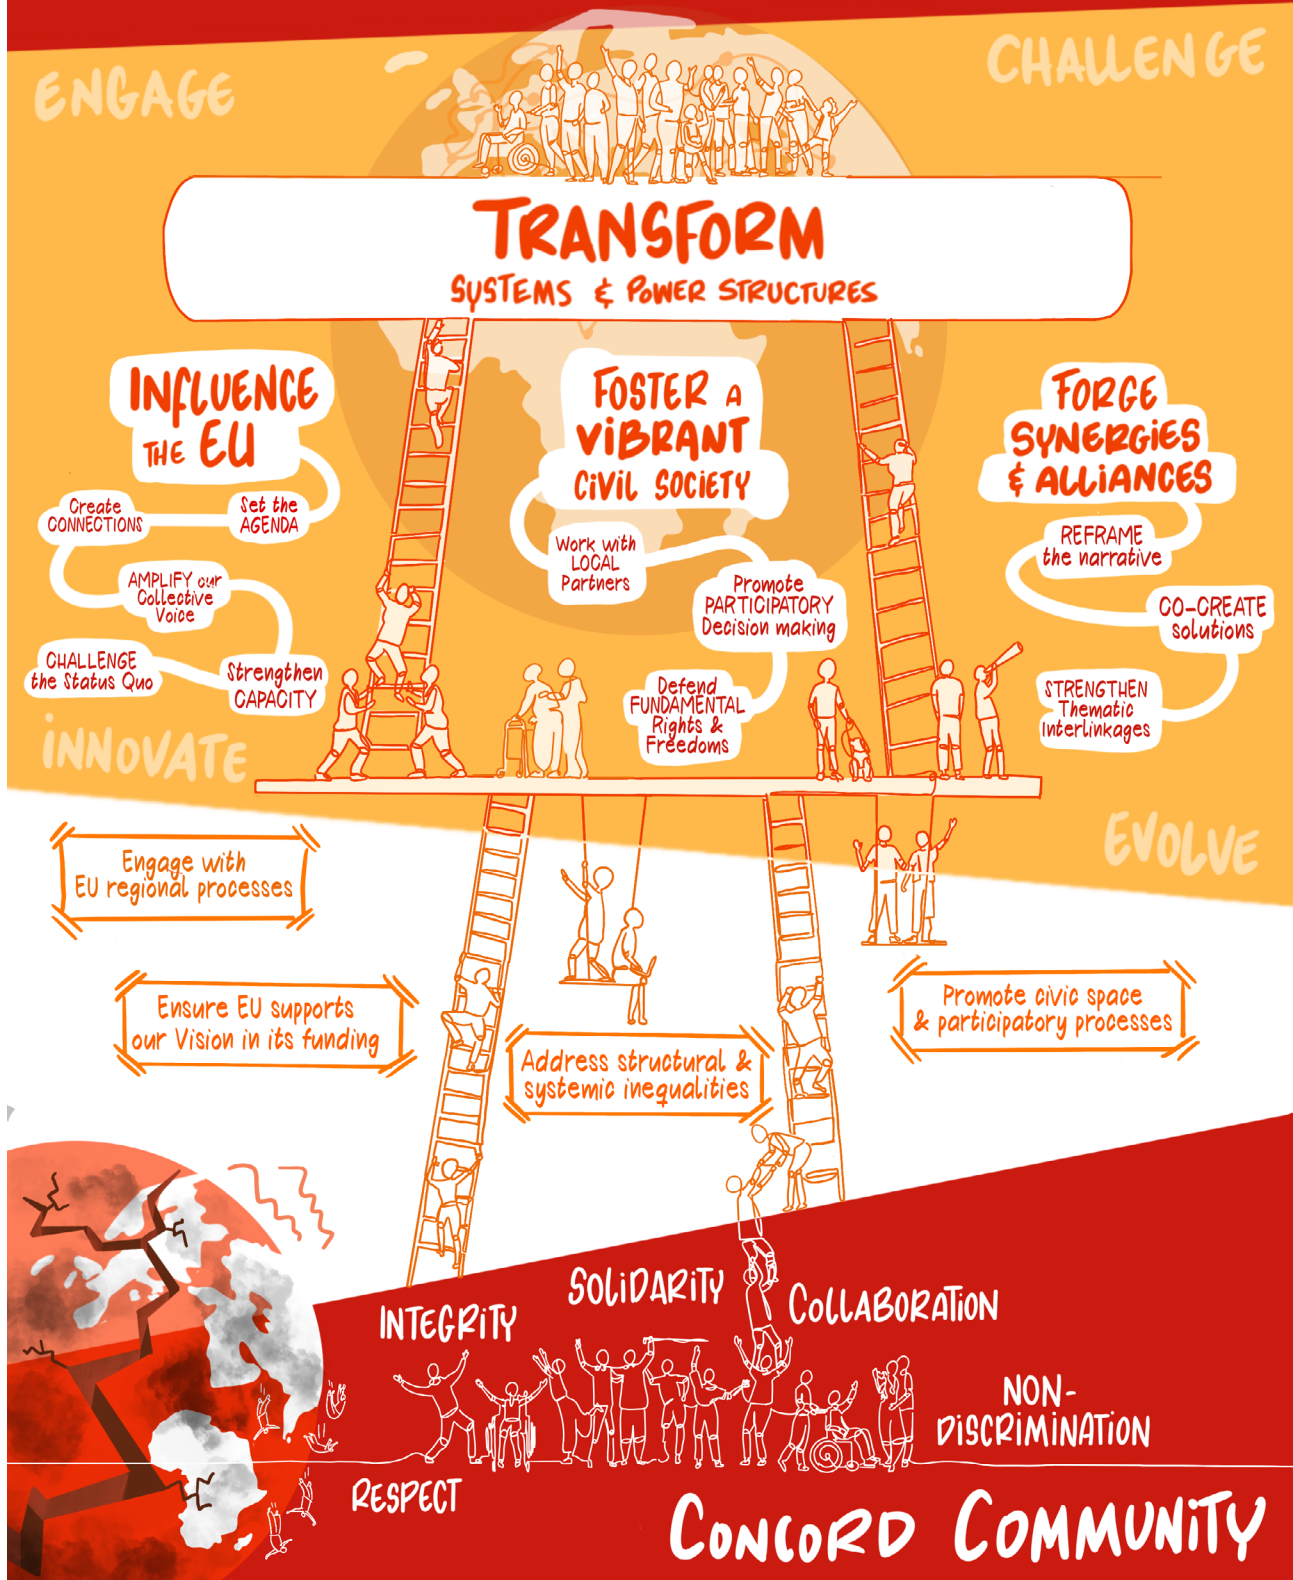 ENGAGE
CHALLENGE
TRANSFORM
SYSTEMS & POWER STRUCTURES
INFLUENCE
THE EU
Set the
AGENDA
Create
CONNECTIONS
AMPLIFY our
Collective
Voice
Strengthen
CAPACITY
CHALLENGE
the Status Quo
FOSTER A
VIBRANT
CIVIL SOCIETY
Work with
LOCAL
Partners
Promote
PARTICIPATORY
Decision making
Defend
FUNDAMENTAL
Rights &
Freedoms
FORGE
SYNERGIES
& ALLIANCES
REFRAME
the narrative
CO-CREATE
solutions
STRENGTHEN
Thematic
Interlinkages
INNOVATE
EVOLVE
Engage with
EU regional processes
Ensure EU supports
our Vision in its funding
Address structural &
systemic inequalities
Promote civic space
& participatory processes
INTEGRITY
SOLIDARITY
COLLABORATION
NON-
DISCRIMINATION
RESPECT
CONCORD COMMUNITY